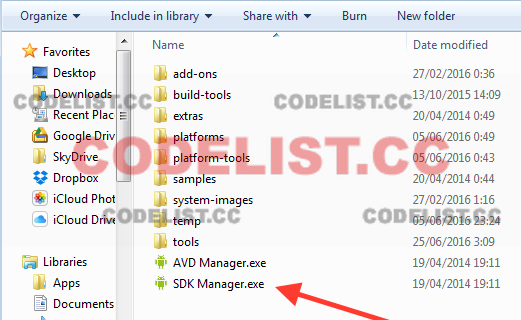 Organize Include in library Share with Burn New folder
Favorites
Desktop
Downloads
Recent Plac
Google Driv
SkyDrive
Dropbox
iCloud Phot
iCloud Drive
Libraries
Apps
Documents
Name Date modified
add-ons 27/02/2016 0:36
build-tools 13/10/2015 14:09
extras 20/04/2014 0:49
platforms 05/06/2016 0:49
platform-tools 05/06/2016 0:43
samples 20/04/2014 0:44
system-images 27/02/2016 1:16
temp 05/06/2016 23:24
tools 25/06/2016 3:09
AVD Manager.exe 19/04/2014 19:11
SDK Manager.exe 19/04/2014 19:11
CODELIST.CC
CODELIST.CC
CODELIST.CC
CODELIST.CC
CODELIST.CC